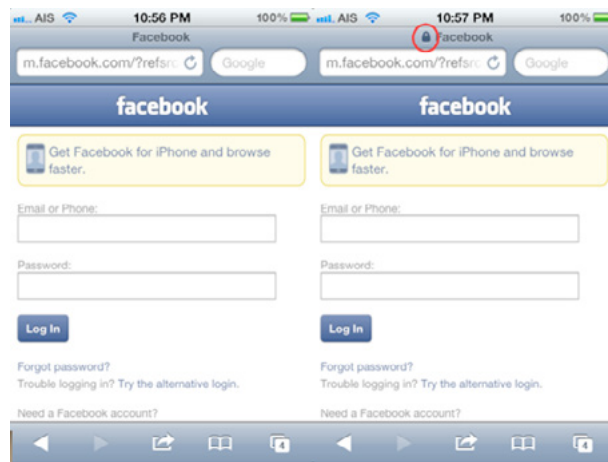 AIS 10:56 PM 100%
Facebook
m.facebook.com/?refsrc Google
facebook
Get Facebook for iPhone and browse
faster.
Email or Phone:
Password:
Log In
Forgot password?
Trouble logging in? Try the alternative login.
Need a Facebook account?
4
AIS 10:57 PM 100%
Facebook
m.facebook.com/?refsrc Google
facebook
Get Facebook for iPhone and browse
faster.
Email or Phone:
Password:
Log In
Forgot password?
Trouble logging in? Try the alternative login.
Need a Facebook account?
4